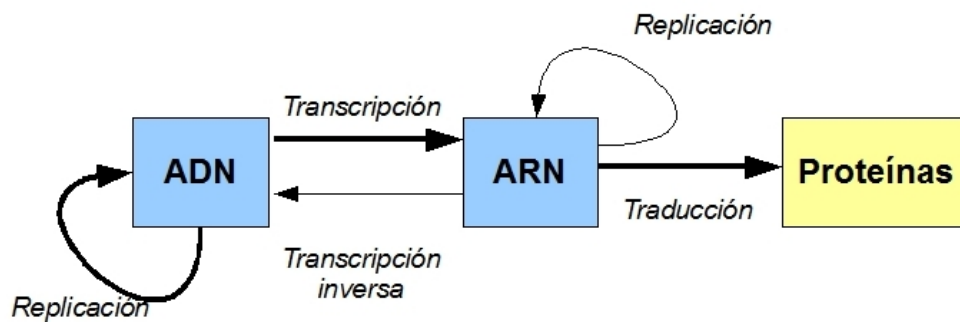 Replicación
Transcripción
ADN
ARN
Proteínas
Traducción
Transcripción
inversa
Replicación